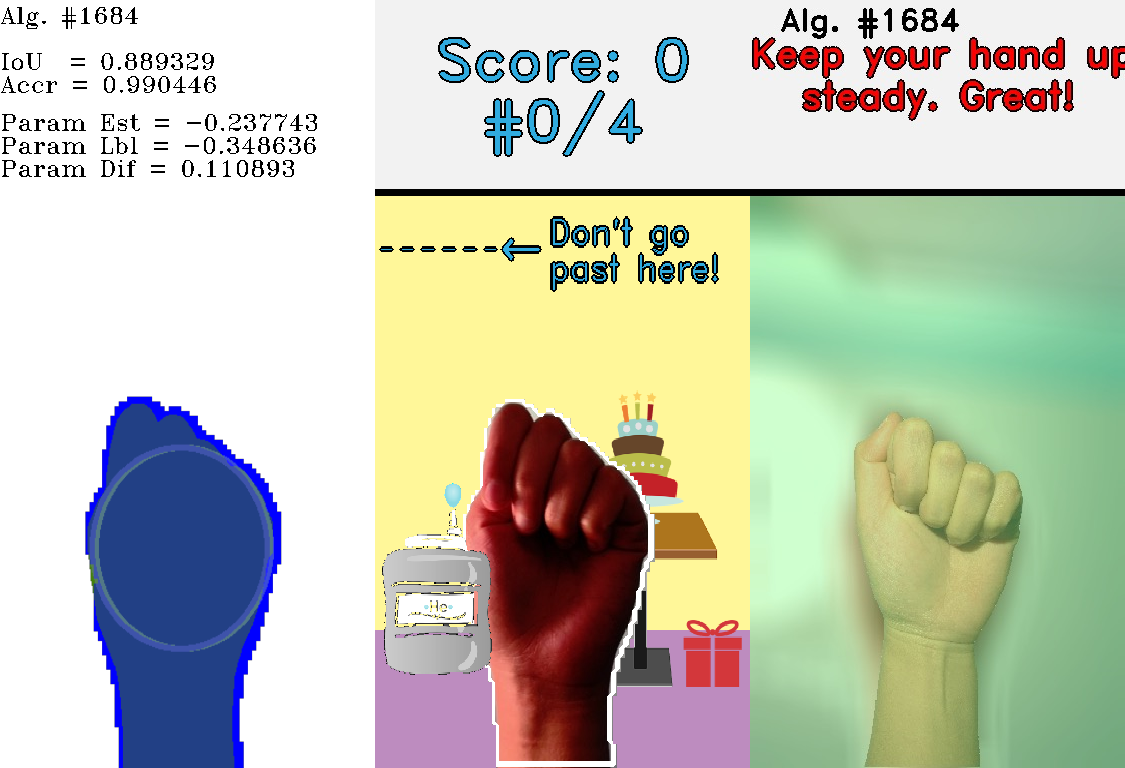 Alg. #1684
IoU = 0.889329
Accr = 0.990446
Param Est = -0.237743
Param Lbl = -0.348636
Param Dif = 0.110893
Score: 0
#0/4
Alg. #1684
Keep your hand up
steady. Great!
Don't go
past here!